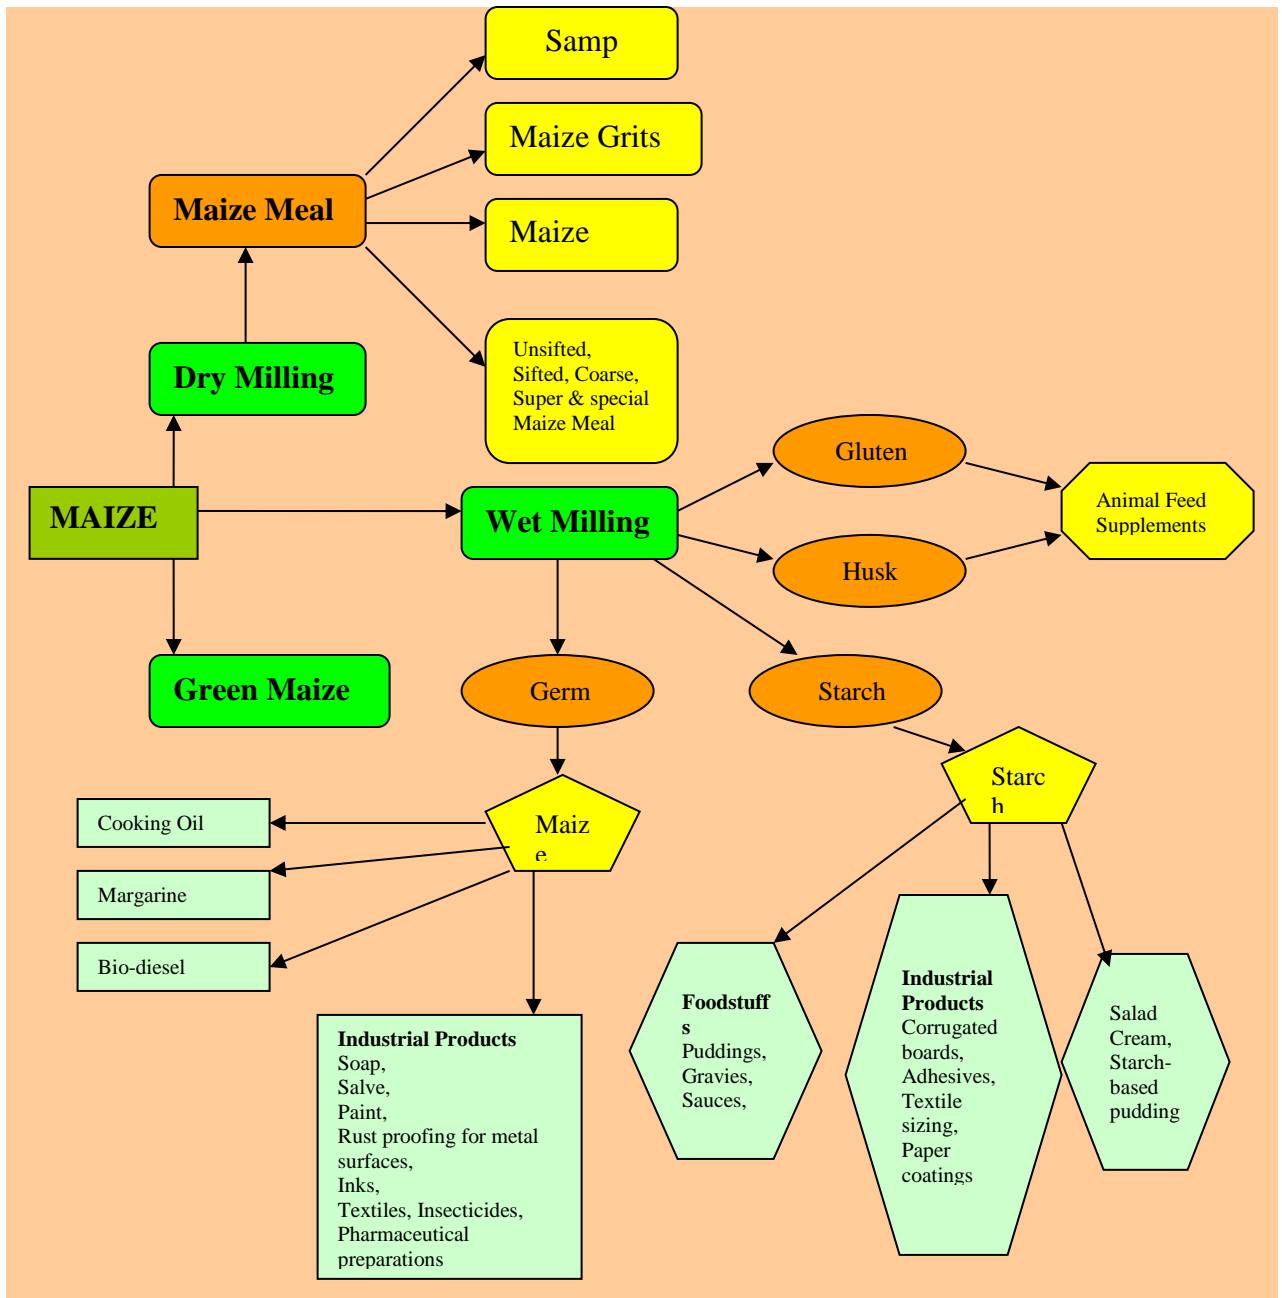 Samp
Maize Grits
Maize Meal
Maize
Unsifted,
Sifted, Coarse,
Super & special
Maize Meal
Dry Milling
Gluten
Animal Feed
Supplements
MAIZE
Wet Milling
Husk
Green Maize
Germ
Starch
Starc
h
Maiz
e
Cooking Oil
Margarine
Bio-diesel
Industrial Products
Soap,
Salve,
Paint,
Rust proofing for metal
surfaces,
Inks,
Textiles, Insecticides,
Pharmaceutical
preparations
Foodstuff
s
Puddings,
Gravies,
Sauces,
Industrial
Products
Corrugated
boards,
Adhesives,
Textile
sizing,
Paper
coatings
Salad
Cream,
Starch-
based
pudding